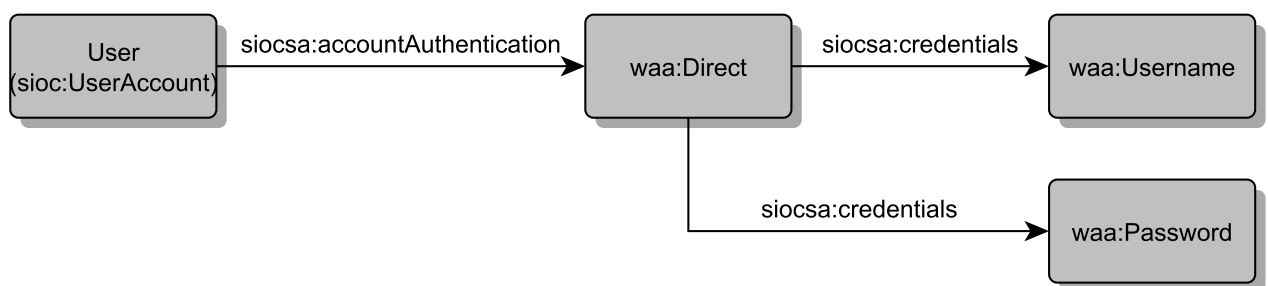 User
(sioc:UserAccount)
siocsa:accountAuthentication
waa:Direct
siocsa:credentials
waa:Username
siocsa:credentials
waa:Password